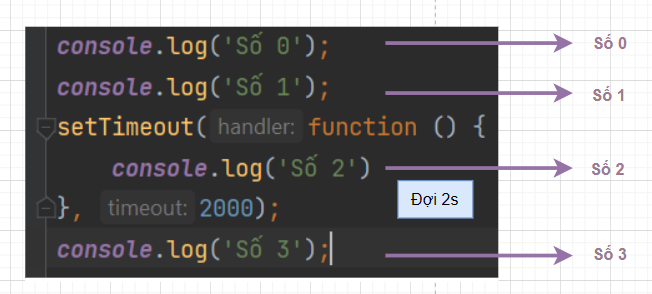 console.log('Số 0'); Số 0
console.log('Số 1'); Số 1
setTimeout( handler: function () {
console.log('Số 2') Số 2
}, timeout: 2000); Đợi 2s
console.log('Số 3'); Số 3